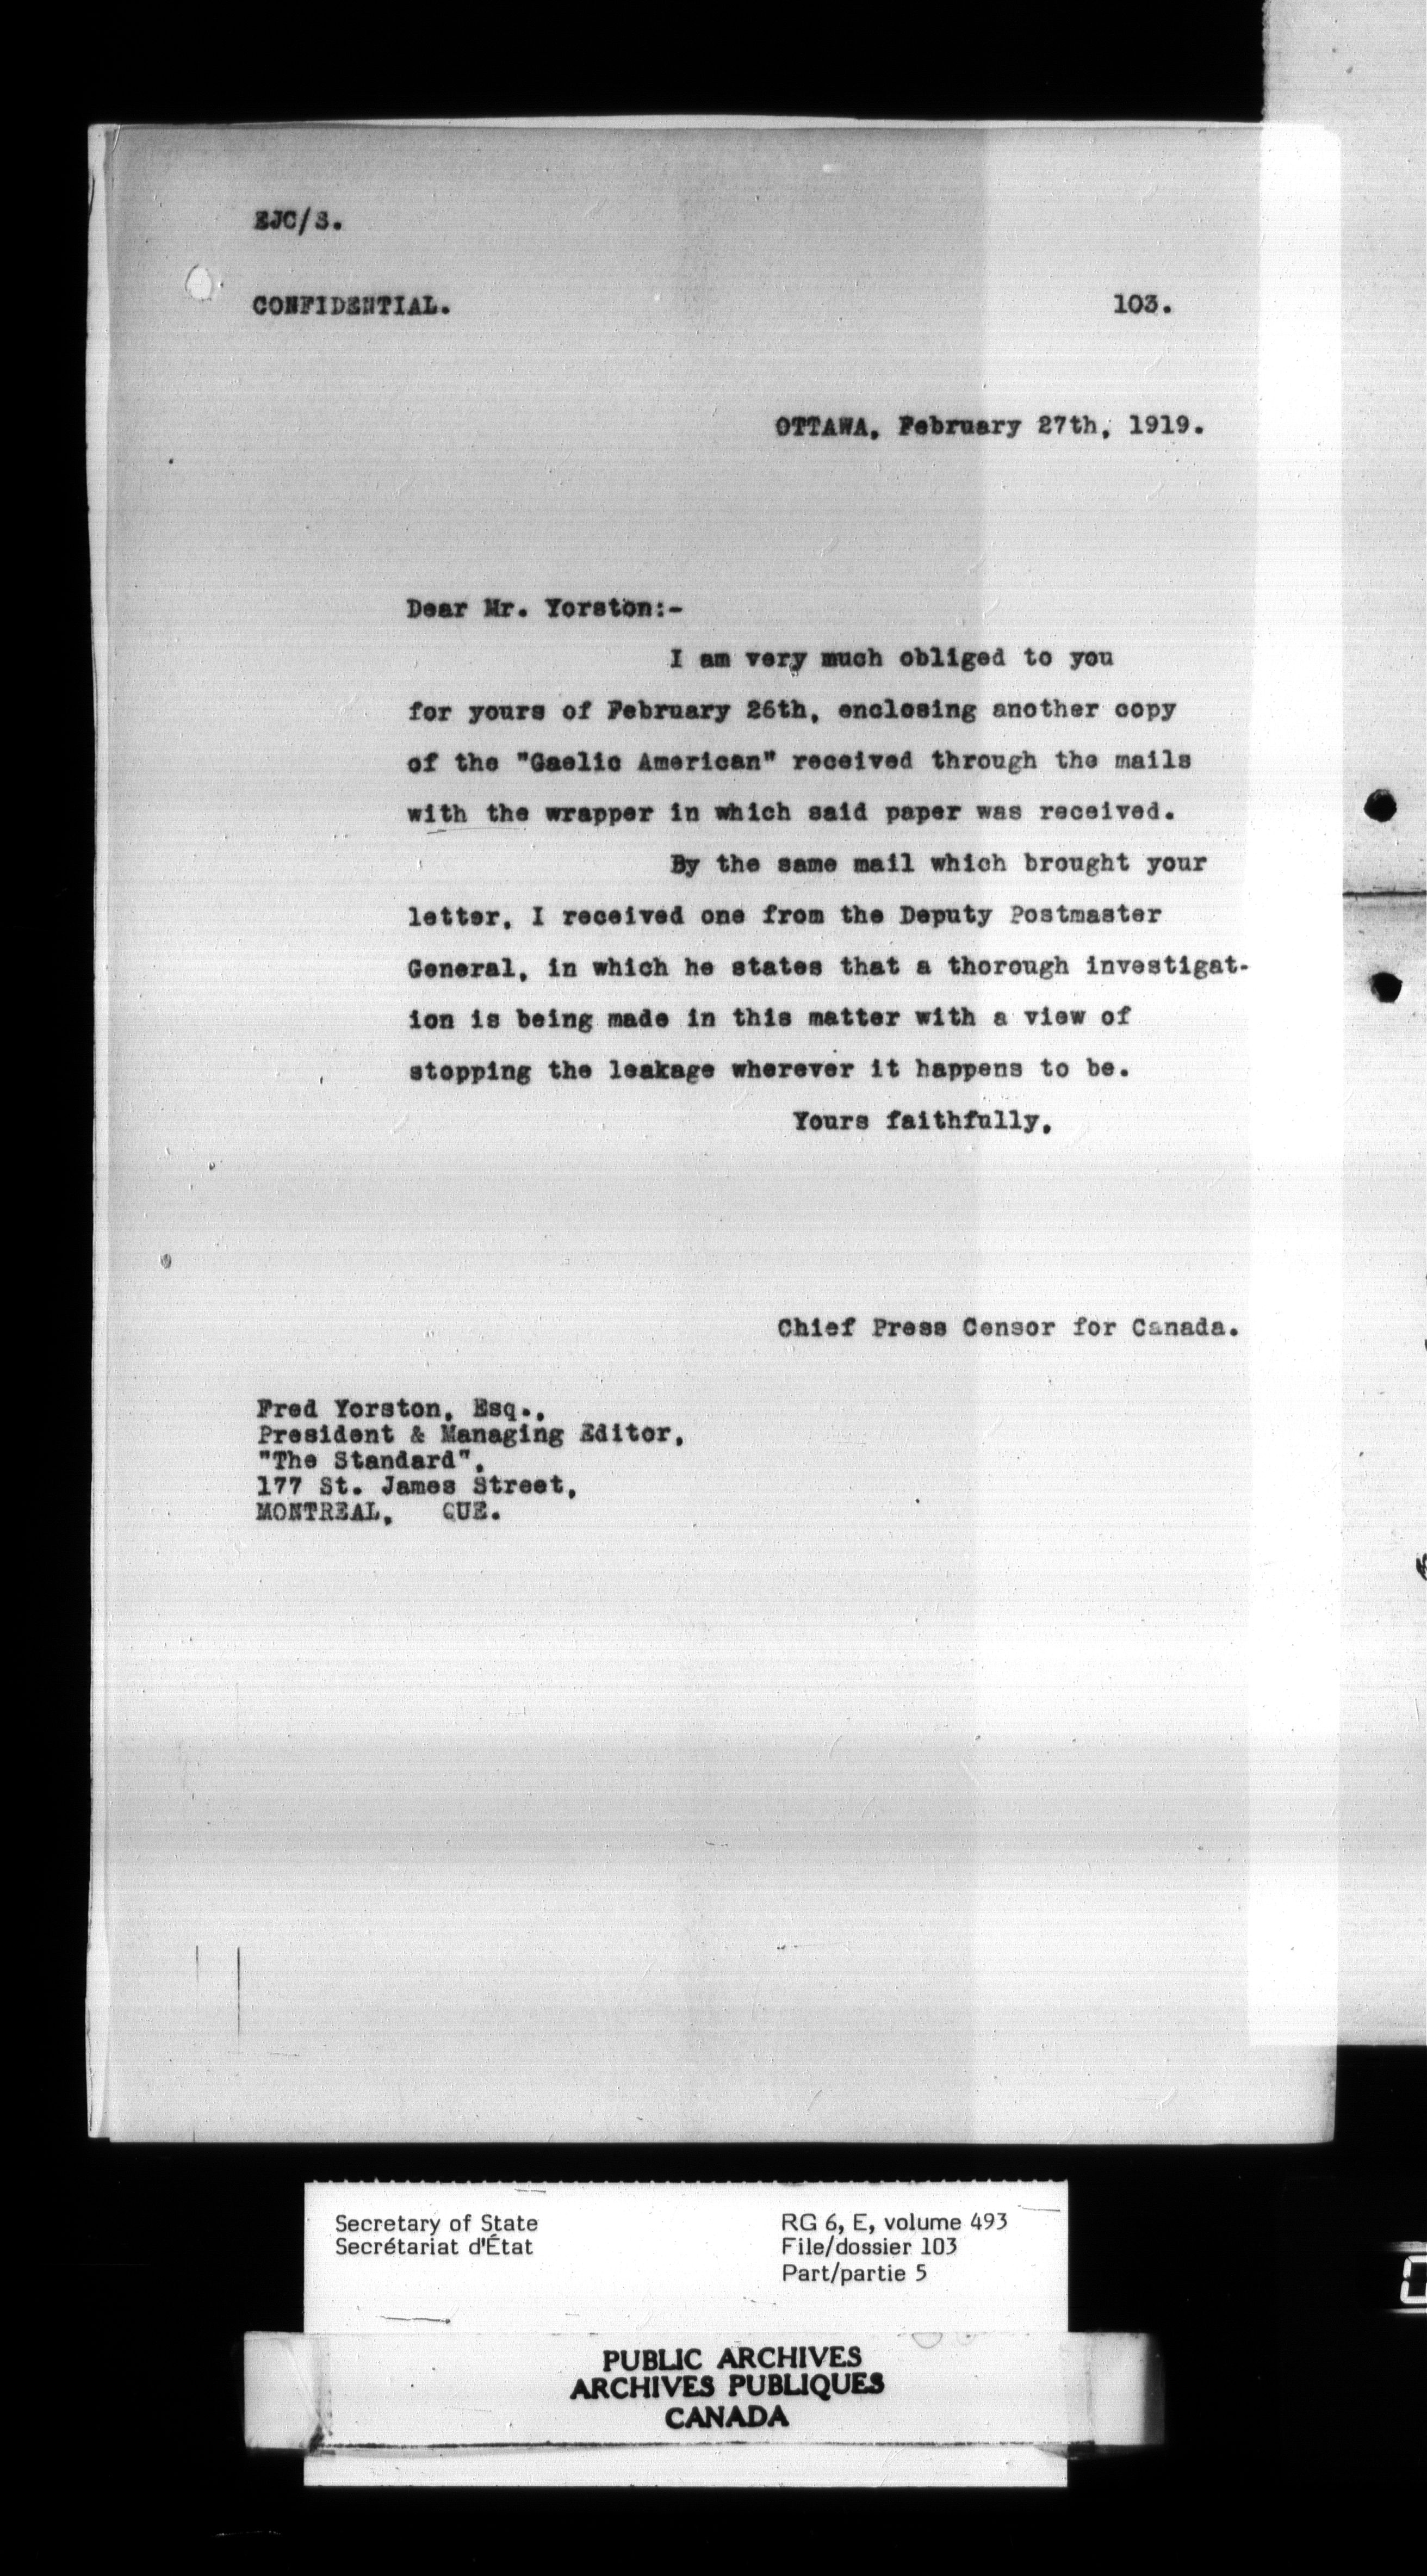 EJC/S.
CONFIDENTIAL.
103.
OTTAWA, February 27th, 1919.
Dear Mr. Yorston:-
I am very much obliged to you
for yours of February 26th, enclosing another copy
of the "Gaelic American" received through the mails
with the wrapper in which said paper was received.
By the same mail which brought your
letter, I received one from the Deputy Postmaster
General, in which he states that a thorough investigat-
ion is being made in this matter with a view of
stopping the leakage wherever it happens to be.
Yours faithfully,
Chief Press Censor for Canada.
Fred Yorston, Esq.,
President & Managing Editor,
"The Standard",
177 St. James Street,
MONTREAL, QUE.
Secretary of State
Secrétariat d'État
RG 6, E, volume 493
File/dossier 103
Part/partie 5
PUBLIC ARCHIVES
ARCHIVES PUBLIQUES
CANADA